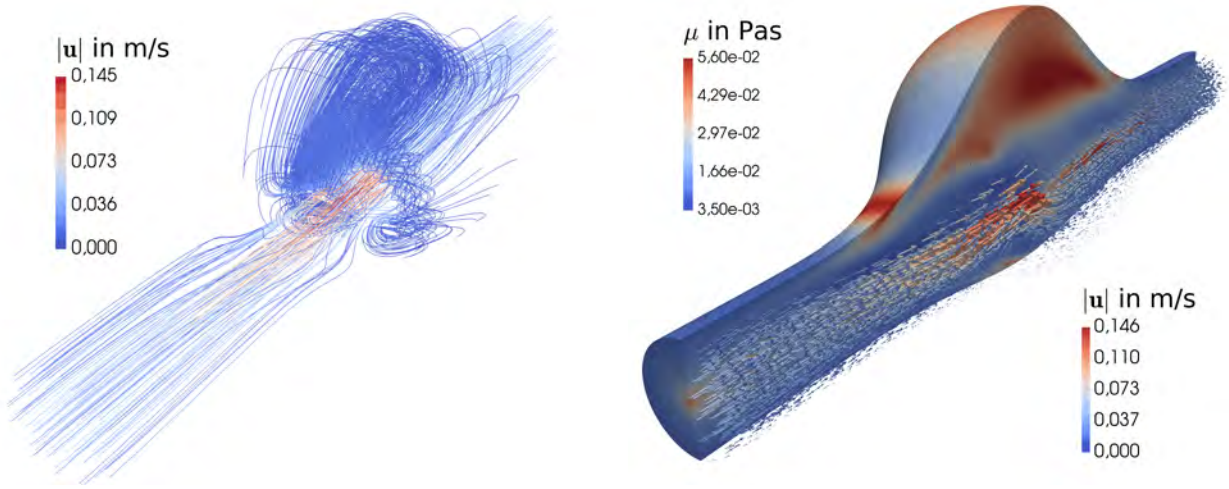 |u| in m/s
0,145
0,109
0,073
0,036
0,000
μ in Pas
5,60e-02
4,29e-02
2,97e-02
1,66e-02
3,50e-03
|u| in m/s
0,146
0,110
0,073
0,037
0,000